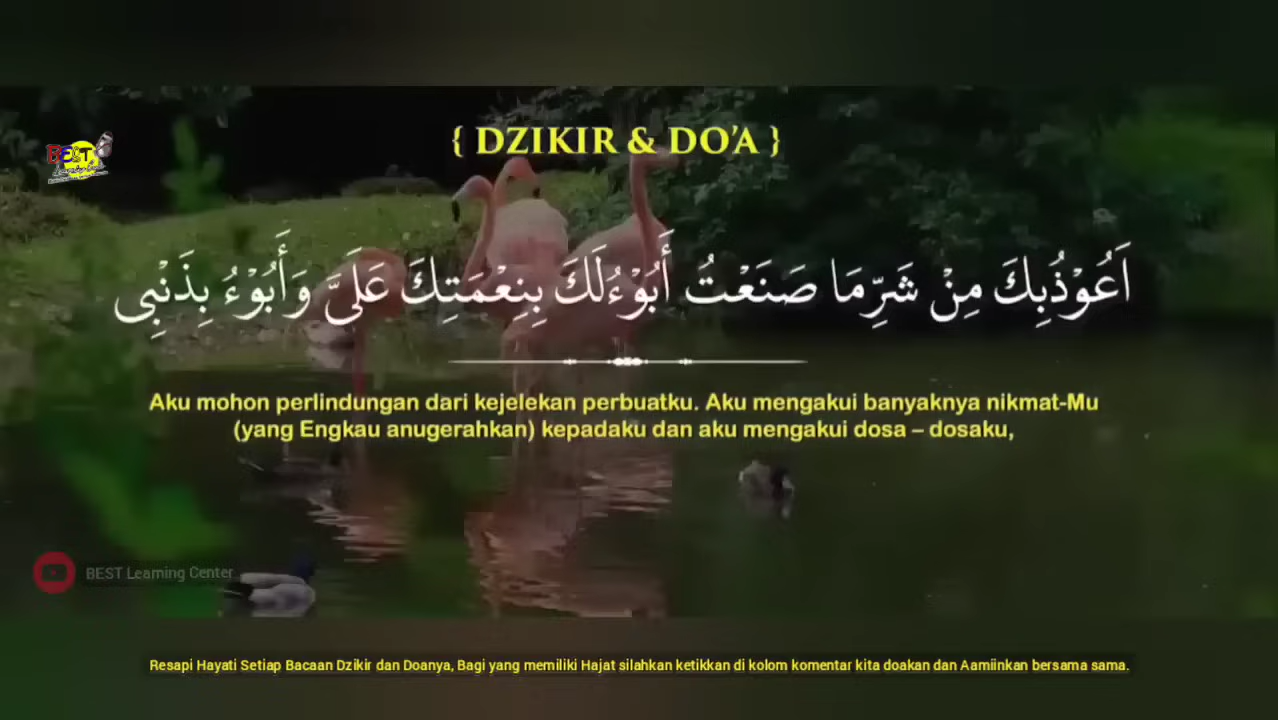 { DZIKIR & DO'A }
BEST
اَعُوْذُبِكَ مِنْ شَرِّمَا صَنَعْتُ أَبُوْءُلَكَ بِنِعْمَتِكَ عَلَىَّ وَأَبُوْءُ بِذَنْبِى
Aku mohon perlindungan dari kejelekan perbuatku. Aku mengakui banyaknya nikmat-Mu
(yang Engkau anugerahkan) kepadaku dan aku mengakui dosa – dosaku,
BEST Learning Center
Resapi Hayati Setiap Bacaan Dzikir dan Doanya, Bagi yang memiliki Hajat silahkan ketikkan di kolom komentar kita doakan dan Aamiinkan bersama sama.